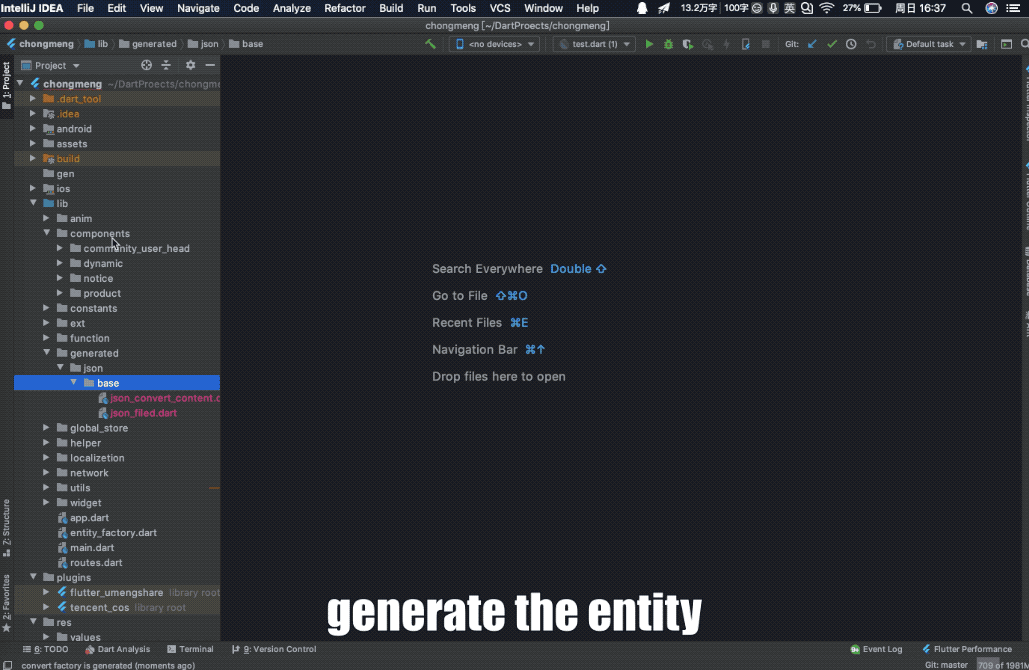 IntelliJ IDEA File Edit View Navigate Code Analyze Refactor Build Run Tools VCS Window Help 13.2万字 100字 英 27% 周日 16:37
chongmeng [~/DartProects/chongmeng]
chongmeng lib generated json base <no devices> test.dart (1) Git: Default task
1: Project
Project
chongmeng ~/DartProects/chongme
.dart_tool
.idea
android
assets
build
gen
ios
lib
anim
components
community_user_head
dynamic
notice
product
constants
ext
function
generated
json
base
json_convert_content.c
json_filed.dart
global_store
helper
localizetion
network
utils
widget
app.dart
entity_factory.dart
main.dart
routes.dart
plugins
flutter_umengshare library root
tencent_cos library root
res
values
Search Everywhere Double ⇧
Go to File ⇧⌘O
Recent Files ⌘E
Navigation Bar ⌘↑
Drop files here to open
generate the entity
Z: Structure
2: Favorites
6: TODO Dart Analysis Terminal 9: Version Control Event Log Flutter Performance
convert factory is generated (moments ago) Git: master 709 of 1981M